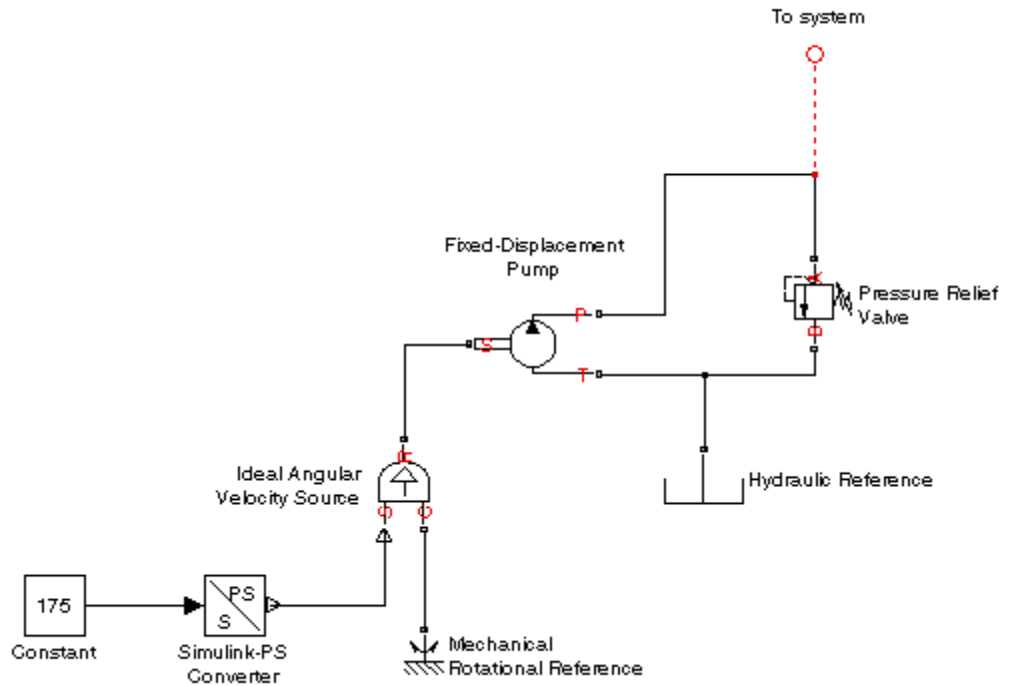 To system
Fixed-Displacement
Pump
P
A
Pressure Relief
Valve
B
S
T
R
Ideal Angular
Velocity Source
S
C
Hydraulic Reference
175
PS
S
Constant
Simulink-PS
Converter
Mechanical
Rotational Reference